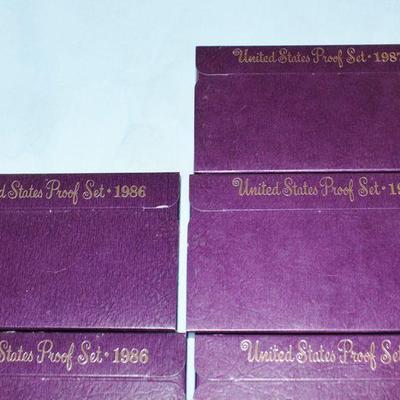 United States Proof Set • 1987
States Proof Set • 1986
United States Proof Set • 19
States Proof Set • 1986
United States Proof Set